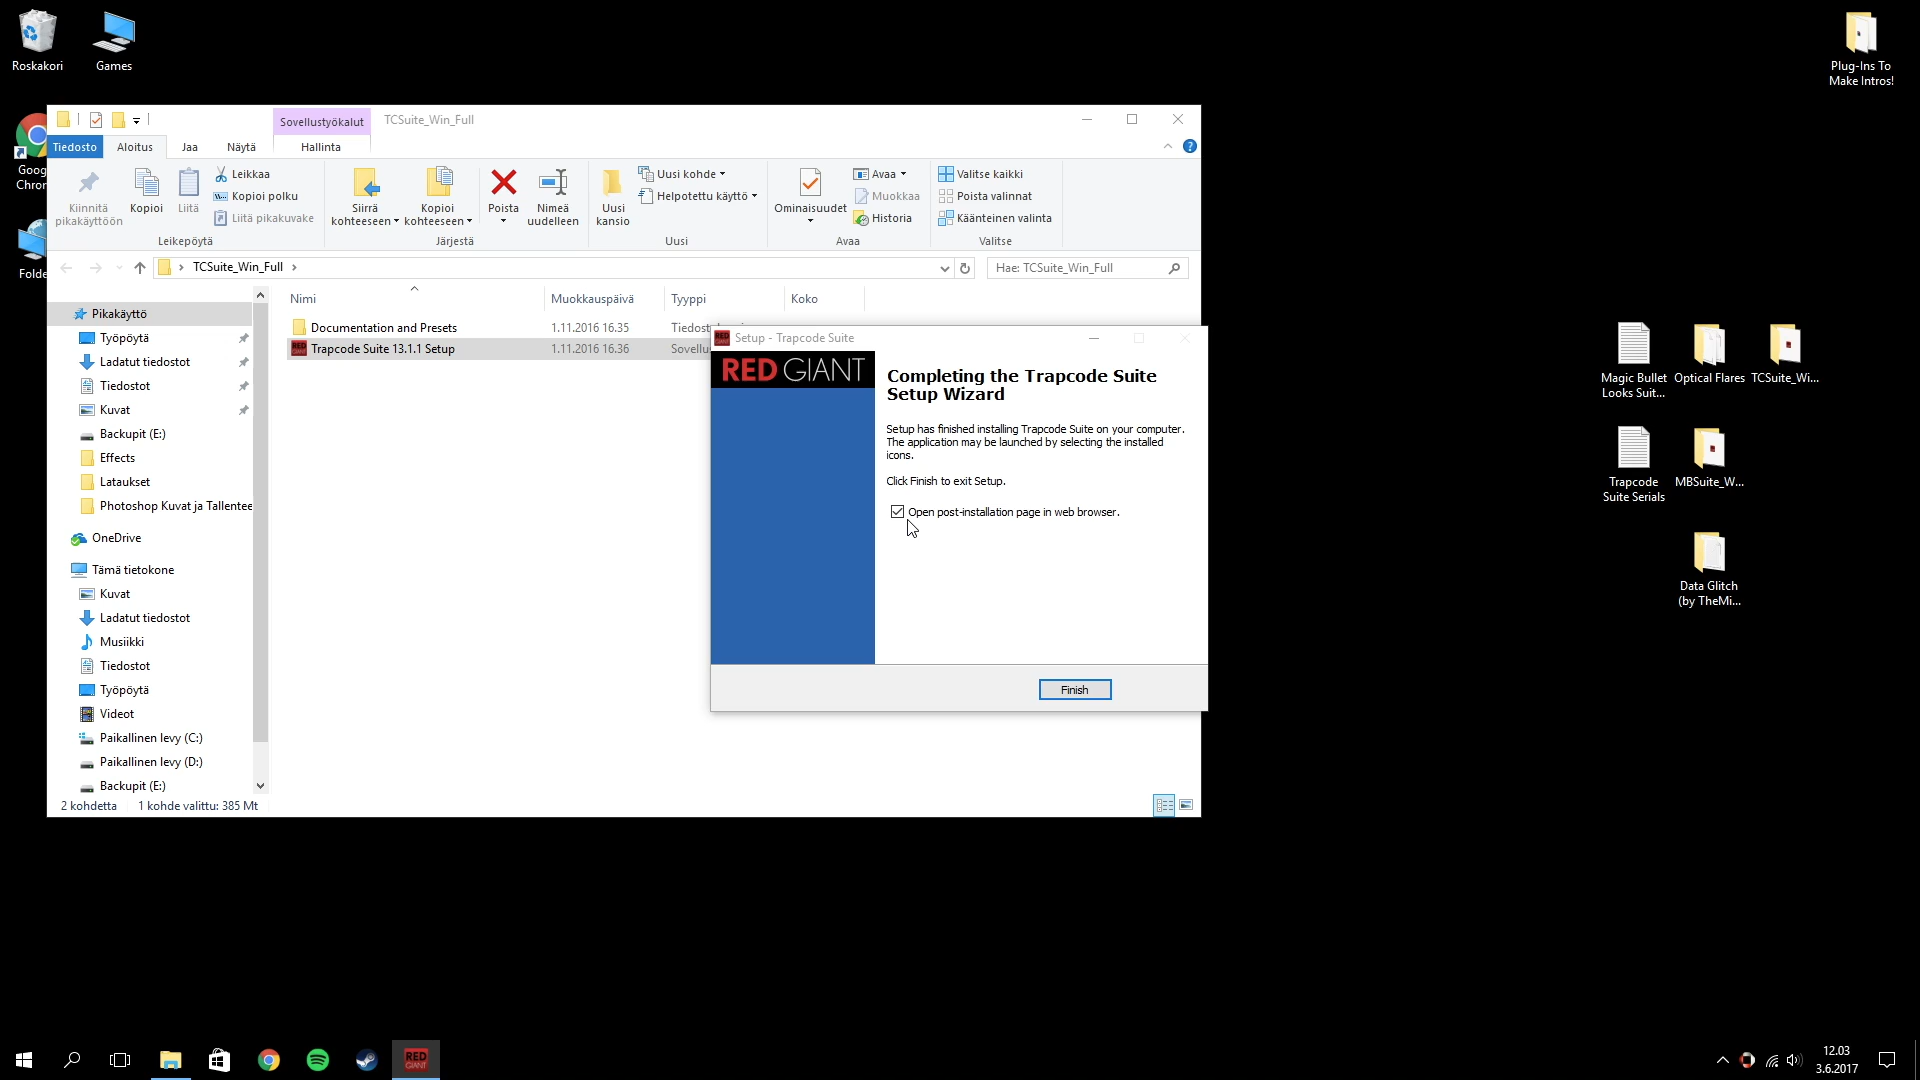 Roskakori
Games
Plug-Ins To
Make Intros!
Goog
Chron
Folde
Sovellustyökalut
TCSuite_Win_Full
Tiedosto
Aloitus
Jaa
Näytä
Hallinta
Kiinnitä
pikakäyttöön
Kopioi
Liitä
Leikkaa
Kopioi polku
Liitä pikakuvake
Leikepöytä
Siirrä
kohteeseen
Kopioi
kohteeseen
Poista
Nimeä
uudelleen
Järjestä
Uusi
kansio
Uusi kohde
Helpotettu käyttö
Uusi
Ominaisuudet
Avaa
Muokkaa
Historia
Avaa
Valitse kaikki
Poista valinnat
Käänteinen valinta
Valitse
TCSuite_Win_Full
Hae: TCSuite_Win_Full
Nimi
Muokkauspäivä
Tyyppi
Koko
Documentation and Presets
1.11.2016 16.35
Trapcode Suite 13.1.1 Setup
1.11.2016 16.36
Sovellu
Pikakäyttö
Työpöytä
Ladatut tiedostot
Tiedostot
Kuvat
Backupit (E:)
Effects
Lataukset
Photoshop Kuvat ja Tallentee
OneDrive
Tämä tietokone
Kuvat
Ladatut tiedostot
Musiikki
Tiedostot
Työpöytä
Videot
Paikallinen levy (C:)
Paikallinen levy (D:)
Backupit (E:)
2 kohdetta
1 kohde valittu: 385 Mt
Setup - Trapcode Suite
RED GIANT
Completing the Trapcode Suite
Setup Wizard
Setup has finished installing Trapcode Suite on your computer.
The application may be launched by selecting the installed
icons.
Click Finish to exit Setup.
Open post-installation page in web browser.
Finish
Magic Bullet
Looks Suit...
Optical Flares
TCSuite_Wi...
Trapcode
Suite Serials
MBSuite_W...
Data Glitch
(by TheMi...
RED
GIANT
12.03
3.6.2017